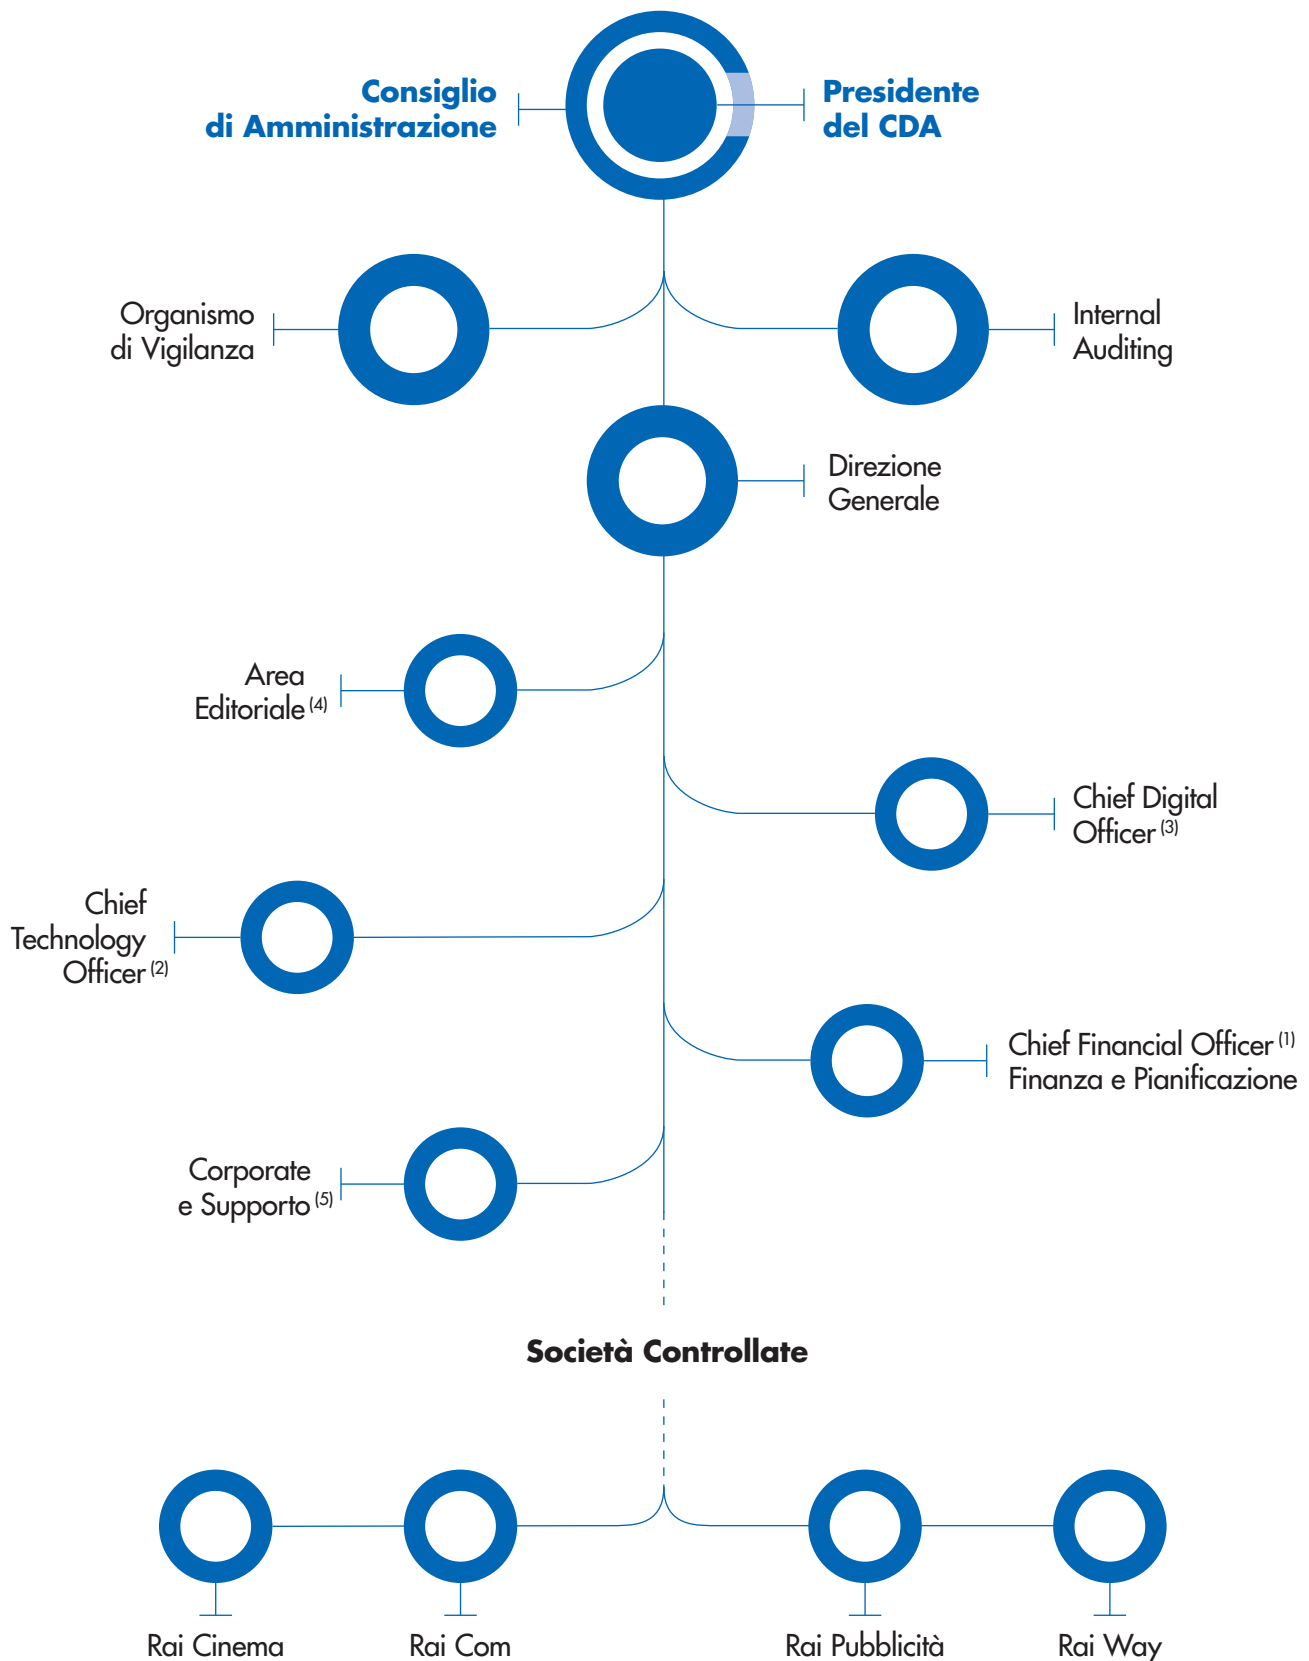 Consiglio
di Amministrazione
Presidente
del CDA
Organismo
di Vigilanza
Internal
Auditing
Direzione
Generale
Area
Editoriale (4)
Chief Digital
Officer (3)
Chief
Technology
Officer (2)
Chief Financial Officer (1)
Finanza e Pianificazione
Corporate
e Supporto (5)
Società Controllate
Rai Cinema
Rai Com
Rai Pubblicità
Rai Way